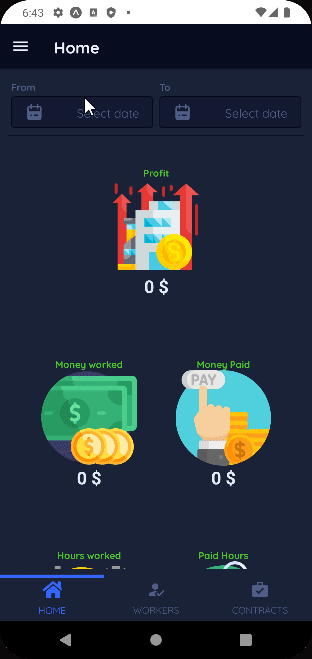 6:43
Home
From
To
Select date
Select date
Profit
0 $
Money worked
Money Paid
PAY
0 $
0 $
Hours worked
Paid Hours
HOME
WORKERS
CONTRACTS